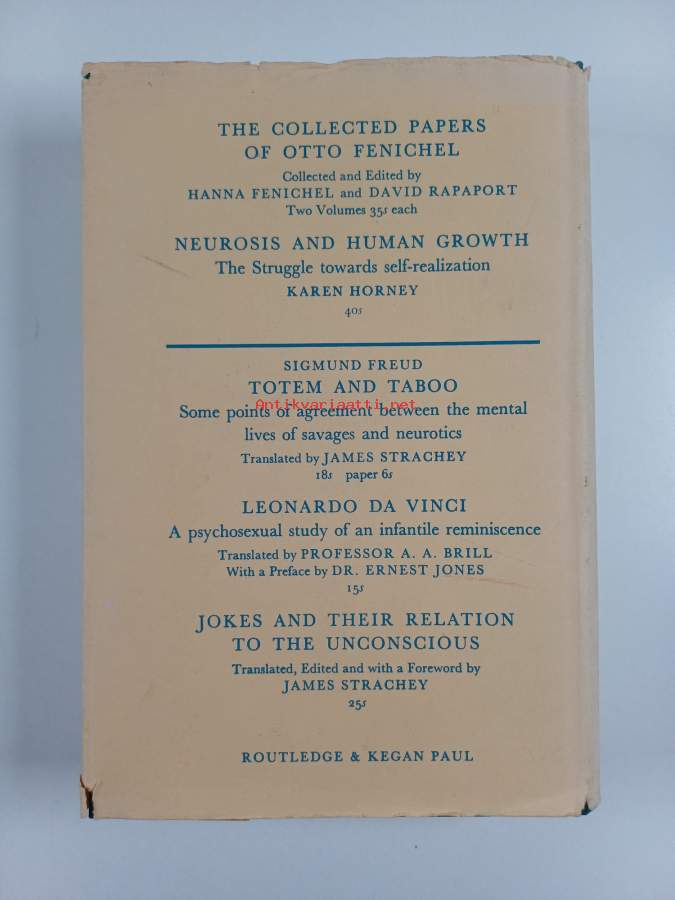 THE COLLECTED PAPERS
OF OTTO FENICHEL
Collected and Edited by
HANNA FENICHEL and DAVID RAPAPORT
Two Volumes 35s each
NEUROSIS AND HUMAN GROWTH
The Struggle towards self-realization
KAREN HORNEY
40s
SIGMUND FREUD
TOTEM AND TABOO
Antikvariaatti.net
Some points of agreement between the mental
lives of savages and neurotics
Translated by JAMES STRACHEY
18s paper 6s
LEONARDO DA VINCI
A psychosexual study of an infantile reminiscence
Translated by PROFESSOR A. A. BRILL
With a Preface by DR. ERNEST JONES
15s
JOKES AND THEIR RELATION
TO THE UNCONSCIOUS
Translated, Edited and with a Foreword by
JAMES STRACHEY
25s
ROUTLEDGE & KEGAN PAUL